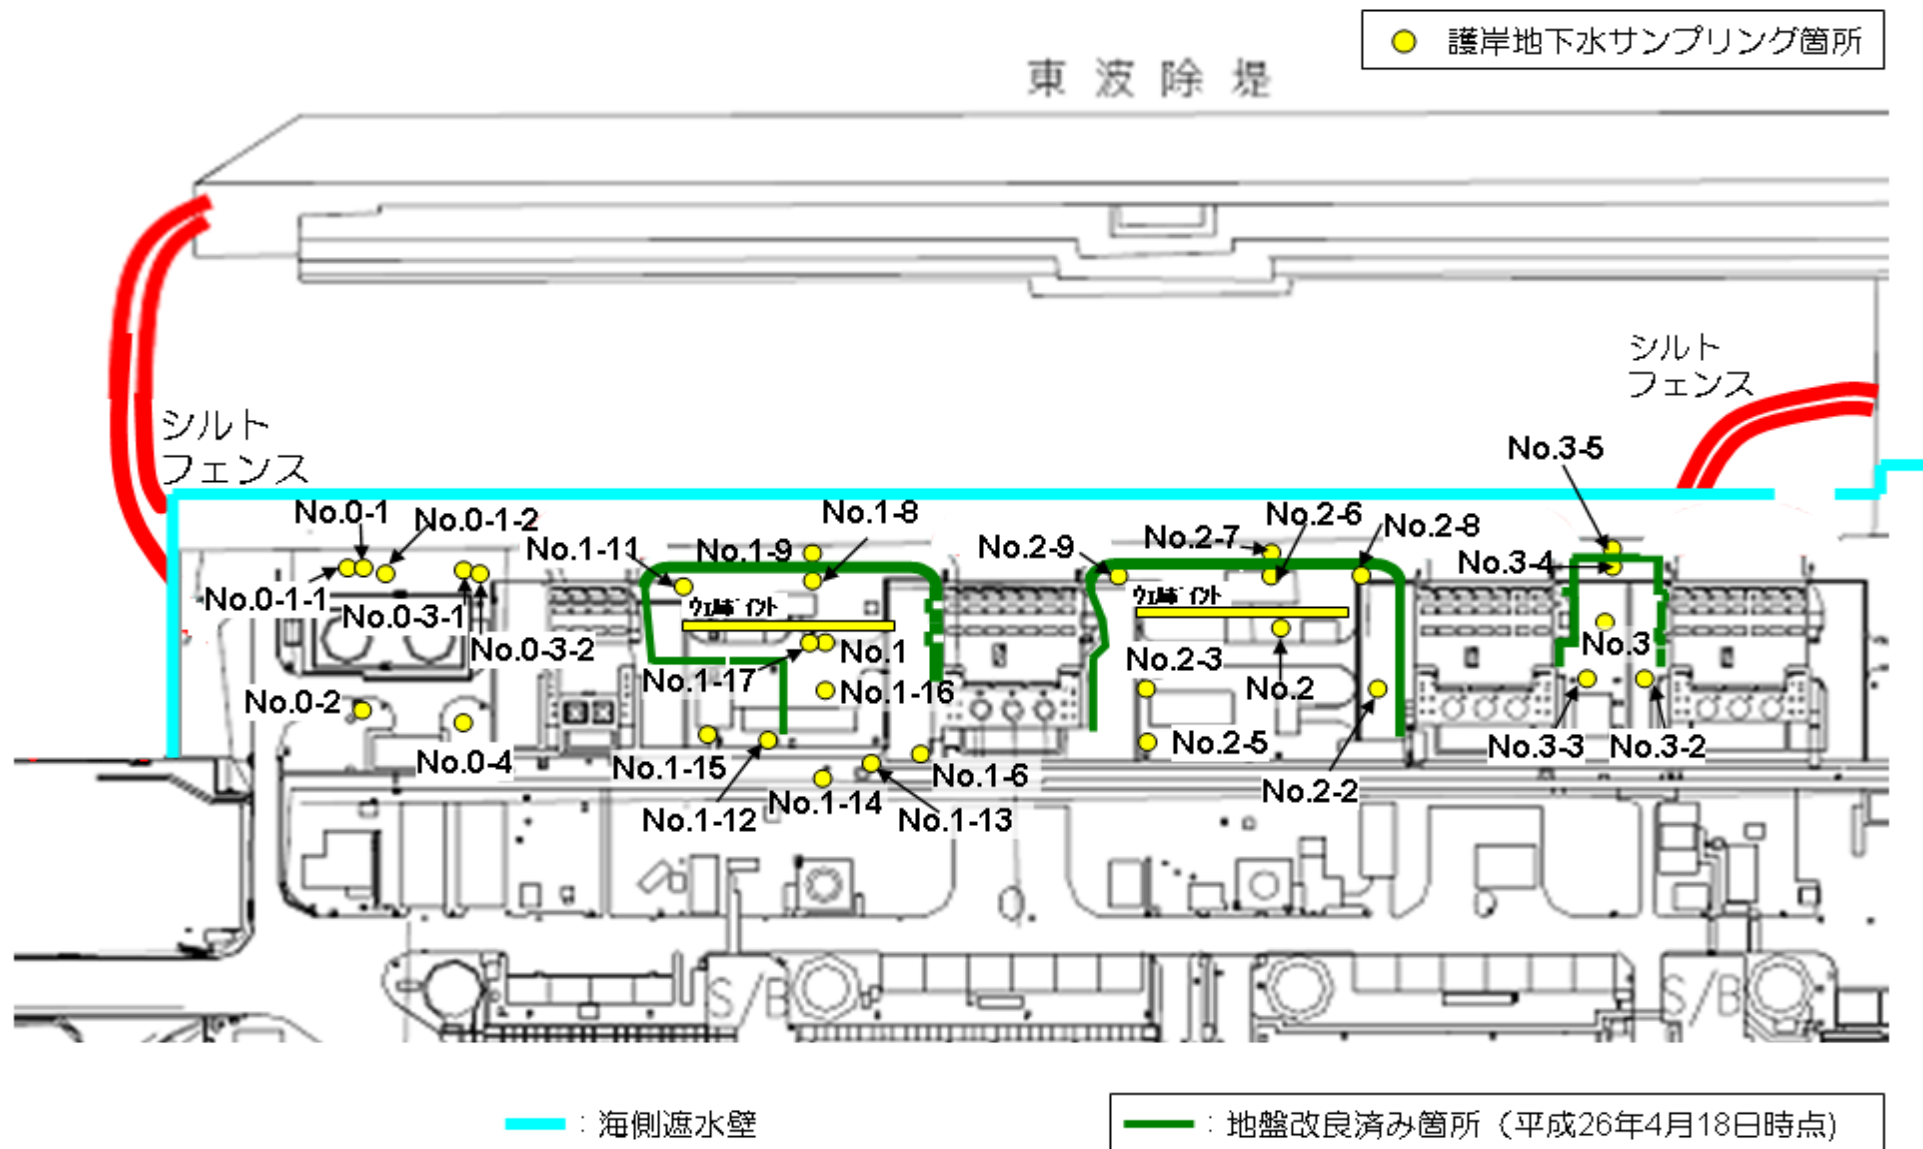 護岸地下水サンプリング箇所
東波除堤
シルト
フェンス
シルト
フェンス
No.3-5
No.0-1
No.0-1-2
No.1-8
No.2-6
No.2-8
No.1-11
No.1-9
No.2-9
No.2-7
No.3-4
No.0-1-1
No.0-3-1
No.0-3-2
ウェルポイント
ウェルポイント
No.1
No.3
No.2-3
No.1-17
No.1-16
No.2
No.0-2
No.0-4
No.1-15
No.1-6
No.2-5
No.3-3
No.3-2
No.2-2
No.1-12
No.1-14
No.1-13
S/B
S/B
:海側遮水壁
:地盤改良済み箇所(平成26年4月18日時点)